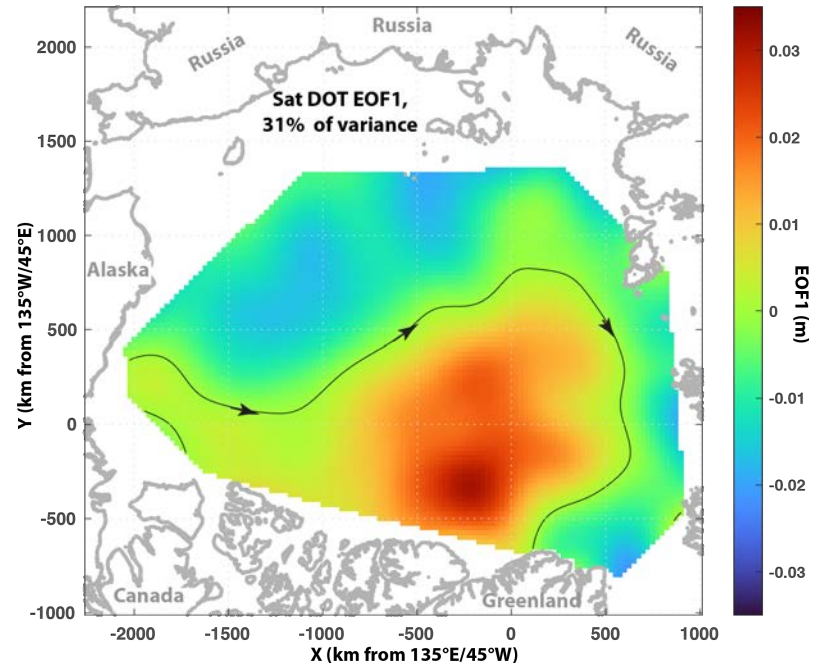 Russia
Russia
Russia
Sat DOT EOF1,
31% of variance
Alaska
Canada
Greenland
2000
1500
1000
500
0
-500
-1000
-2000
-1500
-1000
-500
0
500
1000
Y (km from 135°W/45°E)
X (km from 135°E/45°W)
0.03
0.02
0.01
0
-0.01
-0.02
-0.03
EOF1 (m)